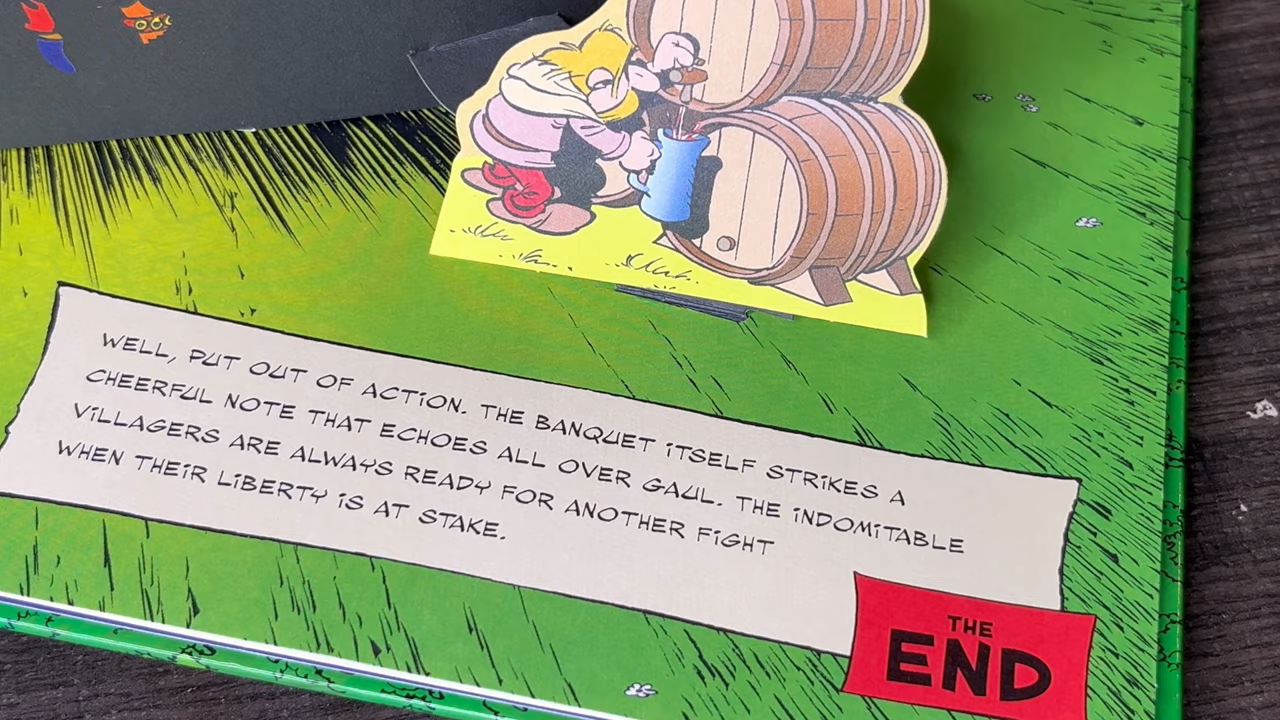 WELL, PUT OUT OF ACTION. THE BANQUET iTSELF STRiKES A
CHEERFUL NOTE THAT ECHOES ALL OVER GAUL. THE iNDOMiTABLE
ViLLAGERS ARE ALWAYS READY FOR ANOTHER FiGHT
WHEN THEiR LiBERTY iS AT STAKE.
THE
END